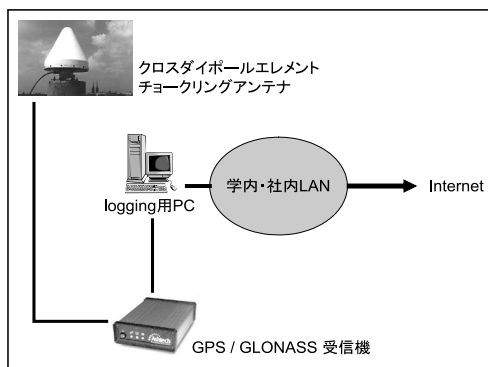 クロスダイポールエレメント
チョークリングアンテナ
logging用PC
学内・社内LAN
Internet
GPS / GLONASS 受信機